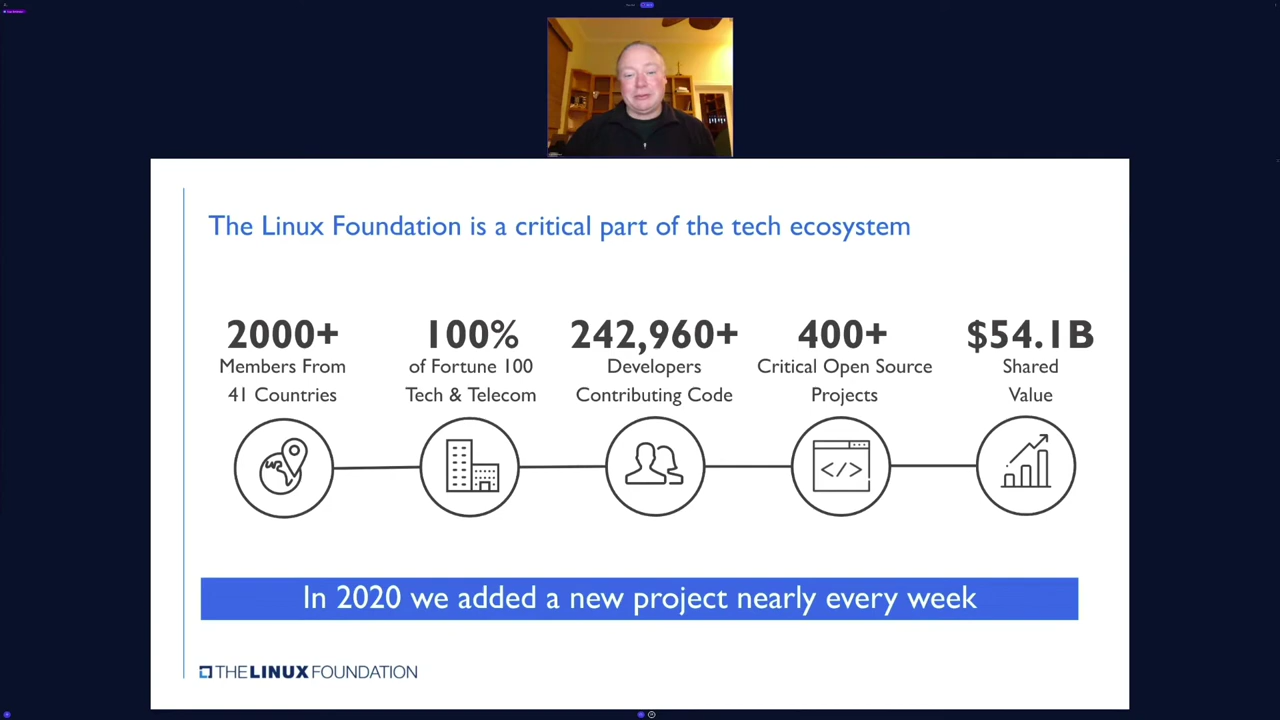 The Linux Foundation is a critical part of the tech ecosystem
2000+
Members From
41 Countries
100%
of Fortune 100
Tech & Telecom
242,960+
Developers
Contributing Code
400+
Critical Open Source
Projects
</>
$54.1B
Shared
Value
In 2020 we added a new project nearly every week
THE LINUX FOUNDATION